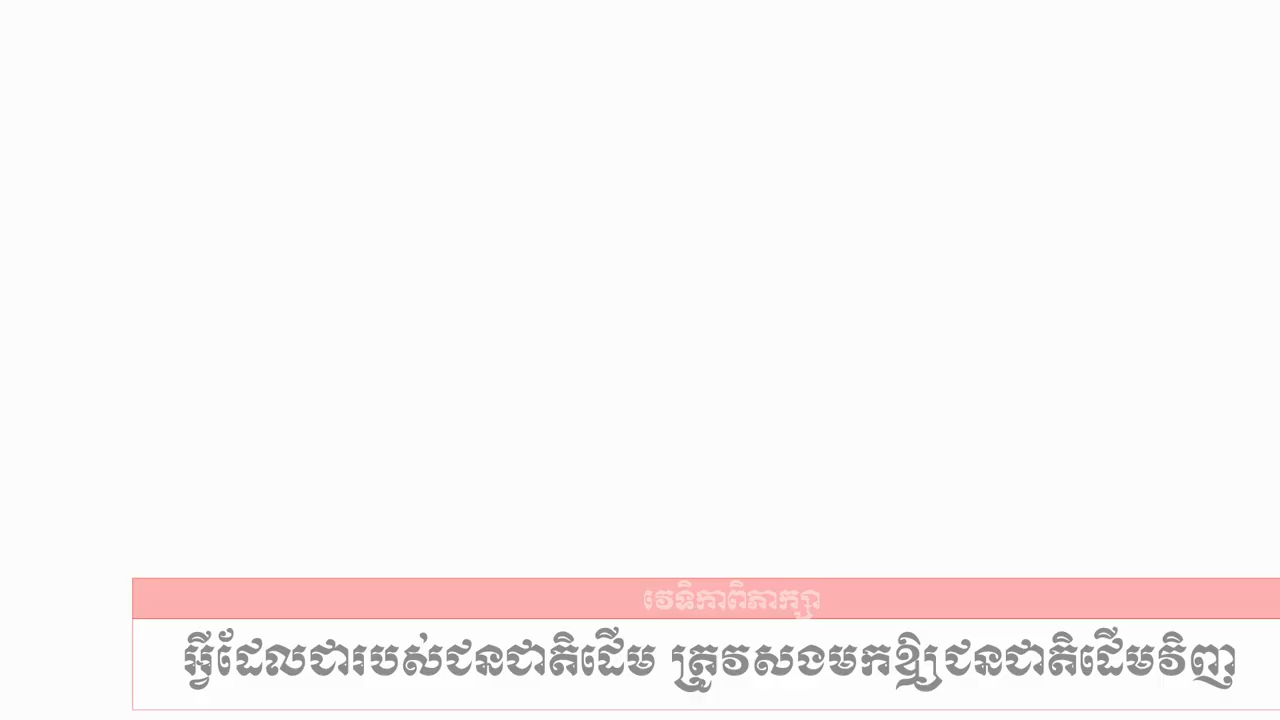 វេទិកាពិភាក្សា
អ្វីដែលជារបស់ជនជាតិដើម ត្រូវសងមកឱ្យជនជាតិដើមវិញ